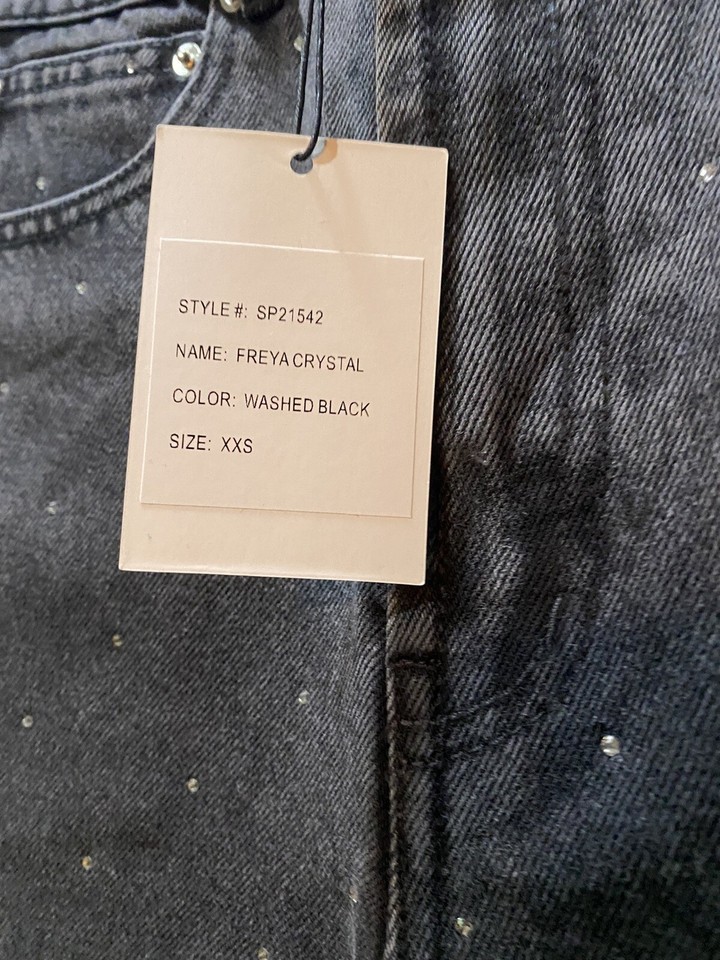 STYLE #: SP21542
NAME: FREYA CRYSTAL
COLOR: WASHED BLACK
SIZE: XXS